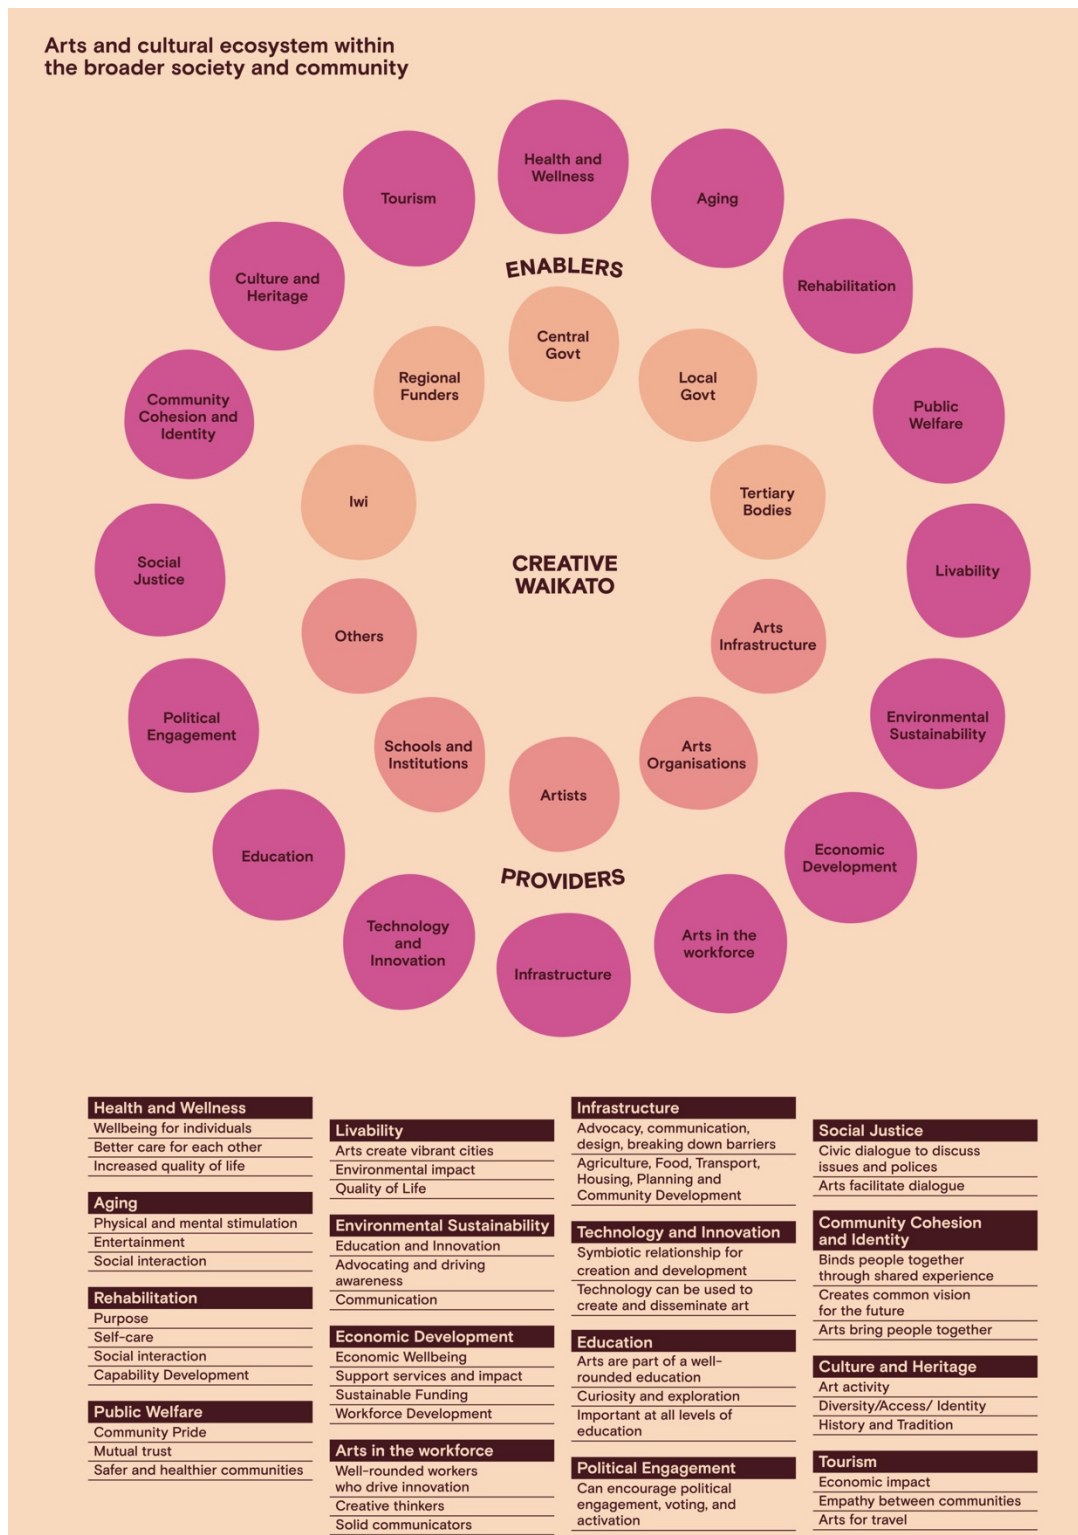 Arts and cultural ecosystem within
the broader society and community
Health and
Wellness
Tourism
Aging
ENABLERS
Culture and
Heritage
Rehabilitation
Central
Govt
Regional
Funders
Local
Govt
Community
Cohesion and
Identity
Public
Welfare
Iwi
Tertiary
Bodies
CREATIVE
WAIKATO
Social
Justice
Livability
Others
Arts
Infrastructure
Political
Engagement
Environmental
Sustainability
Schools and
Institutions
Arts
Organisations
Artists
Education
Economic
Development
PROVIDERS
Technology
and
Innovation
Arts in the
workforce
Infrastructure
Health and Wellness
Wellbeing for individuals
Better care for each other
Increased quality of life
Aging
Physical and mental stimulation
Entertainment
Social interaction
Rehabilitation
Purpose
Self-care
Social interaction
Capability Development
Public Welfare
Community Pride
Mutual trust
Safer and healthier communities
Livability
Arts create vibrant cities
Environmental impact
Quality of Life
Environmental Sustainability
Education and Innovation
Advocating and driving
awareness
Communication
Economic Development
Economic Wellbeing
Support services and impact
Sustainable Funding
Workforce Development
Arts in the workforce
Well-rounded workers
who drive innovation
Creative thinkers
Solid communicators
Infrastructure
Advocacy, communication,
design, breaking down barriers
Agriculture, Food, Transport,
Housing, Planning and
Community Development
Technology and Innovation
Symbiotic relationship for
creation and development
Technology can be used to
create and disseminate art
Education
Arts are part of a well-
rounded education
Curiosity and exploration
Important at all levels of
education
Political Engagement
Can encourage political
engagement, voting, and
activation
Social Justice
Civic dialogue to discuss
issues and polices
Arts facilitate dialogue
Community Cohesion
and Identity
Binds people together
through shared experience
Creates common vision
for the future
Arts bring people together
Culture and Heritage
Art activity
Diversity/Access/ Identity
History and Tradition
Tourism
Economic impact
Empathy between communities
Arts for travel